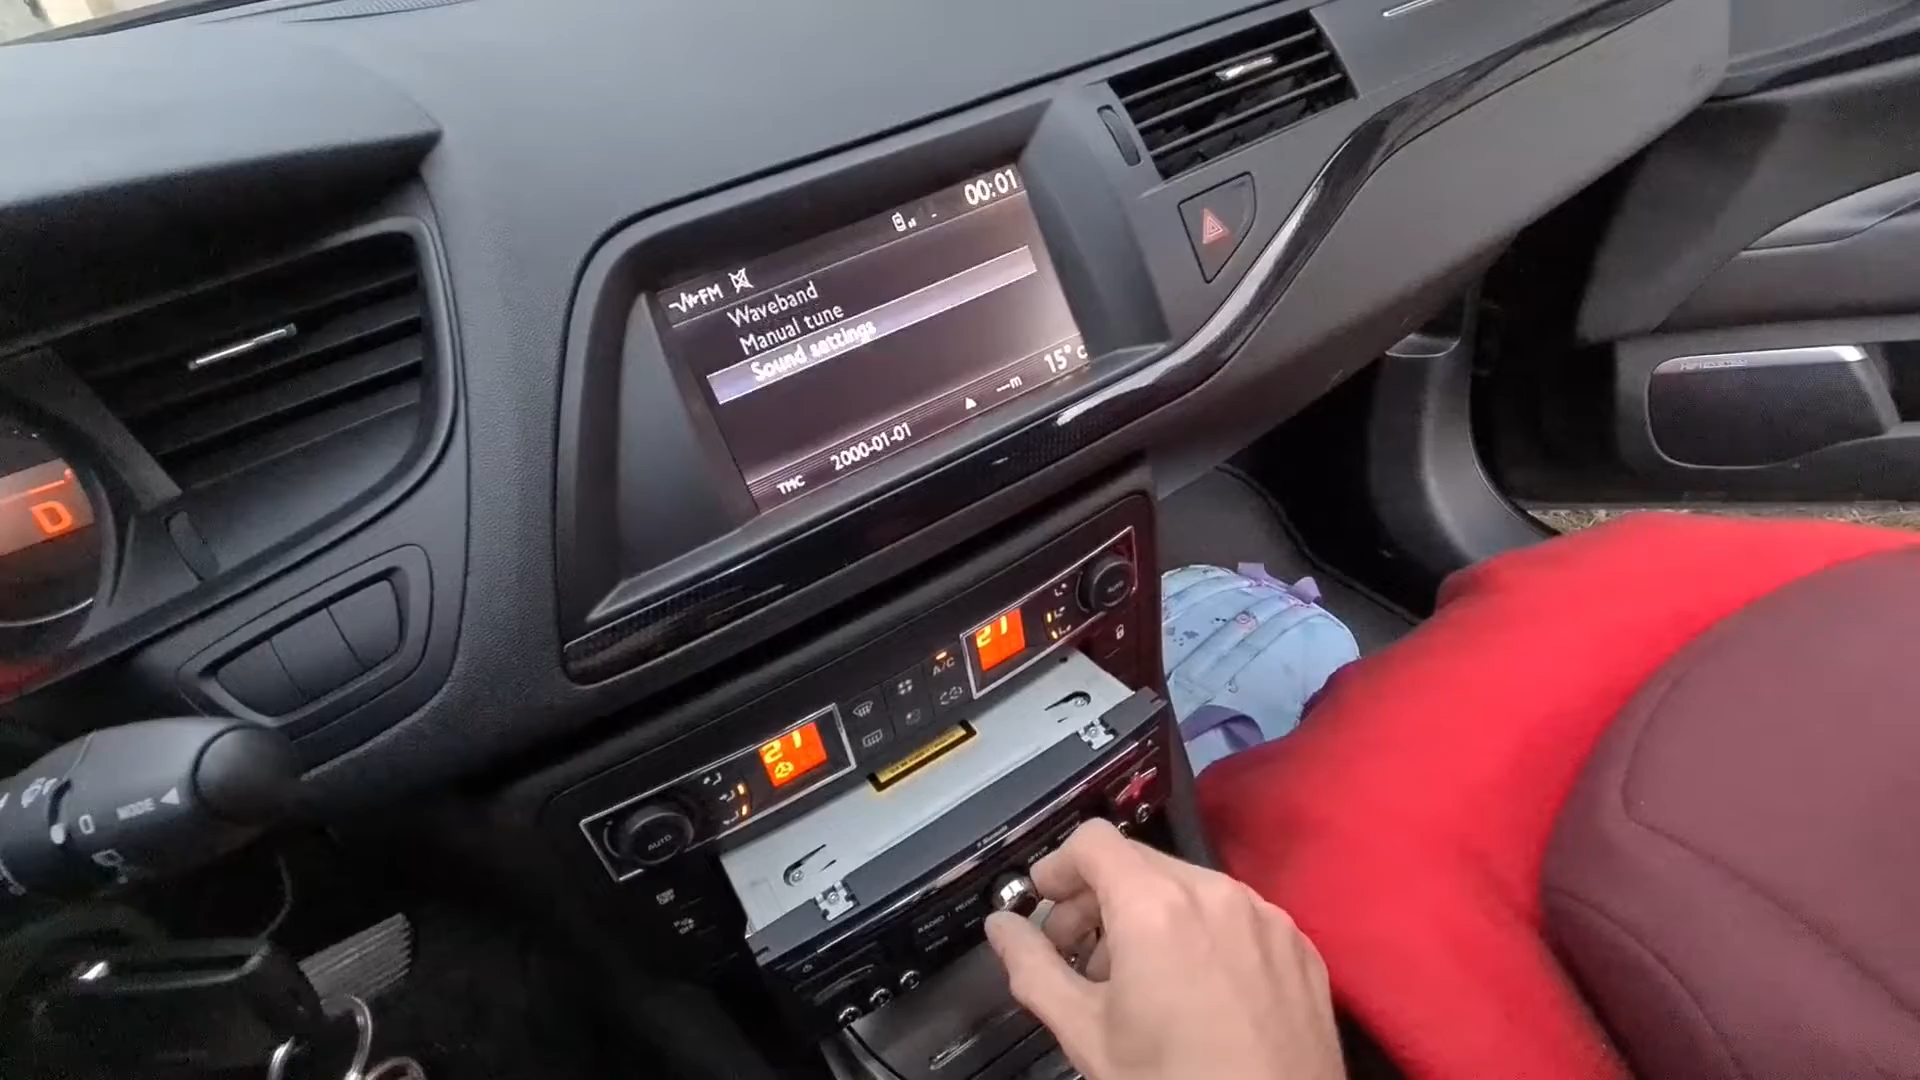 00:01
FM
Waveband
Manual tune
Sound settings
15° C
---m
2000-01-01
TMC
D
21
A/C
21
AUTO
MODE
0
RADIO
MUSIC